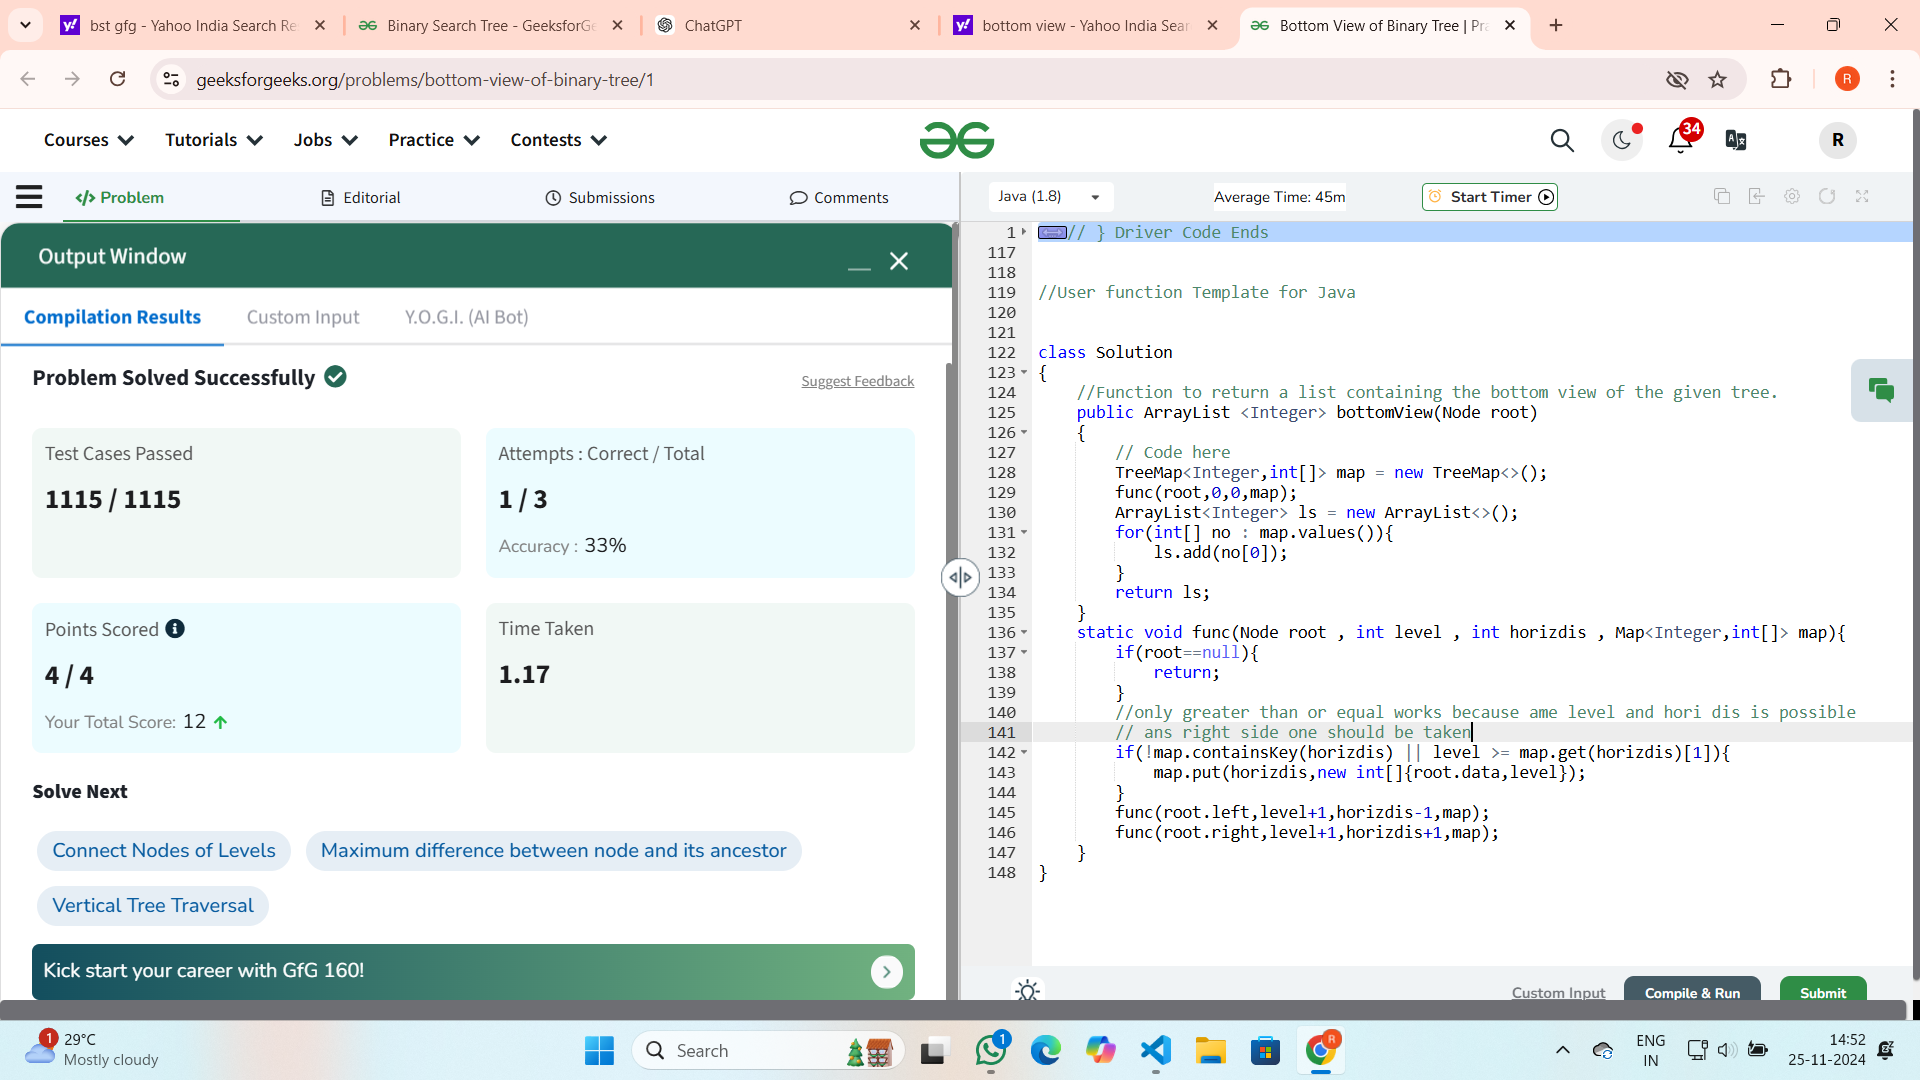 bst gfg - Yahoo India Search Re
Binary Search Tree - GeeksforGe
ChatGPT
bottom view - Yahoo India Sear
Bottom View of Binary Tree | Pra
geeksforgeeks.org/problems/bottom-view-of-binary-tree/1
R
Courses
Tutorials
Jobs
Practice
Contests
34
R
Problem
Editorial
Submissions
Comments
Java (1.8)
Average Time: 45m
Start Timer
Output Window
Compilation Results
Custom Input
Y.O.G.I. (AI Bot)
Problem Solved Successfully
Suggest Feedback
Test Cases Passed
1115 / 1115
Attempts : Correct / Total
1 / 3
Accuracy : 33%
Points Scored
4 / 4
Your Total Score: 12
Time Taken
1.17
Solve Next
Connect Nodes of Levels
Maximum difference between node and its ancestor
Vertical Tree Traversal
Kick start your career with GfG 160!
1 // } Driver Code Ends
117
118
119 //User function Template for Java
120
121
122 class Solution
123 {
124 //Function to return a list containing the bottom view of the given tree.
125 public ArrayList <Integer> bottomView(Node root)
126 {
127 // Code here
128 TreeMap<Integer,int[]> map = new TreeMap<>();
129 func(root,0,0,map);
130 ArrayList<Integer> ls = new ArrayList<>();
131 for(int[] no : map.values()){
132 ls.add(no[0]);
133 }
134 return ls;
135 }
136 static void func(Node root , int level , int horizdis , Map<Integer,int[]> map){
137 if(root==null){
138 return;
139 }
140 //only greater than or equal works because ame level and hori dis is possible
141 // ans right side one should be taken
142 if(!map.containsKey(horizdis) || level >= map.get(horizdis)[1]){
143 map.put(horizdis,new int[]{root.data,level});
144 }
145 func(root.left,level+1,horizdis-1,map);
146 func(root.right,level+1,horizdis+1,map);
147 }
148 }
Custom Input
Compile & Run
Submit
1
29°C
Mostly cloudy
Search
1
R
ENG
IN
14:52
25-11-2024